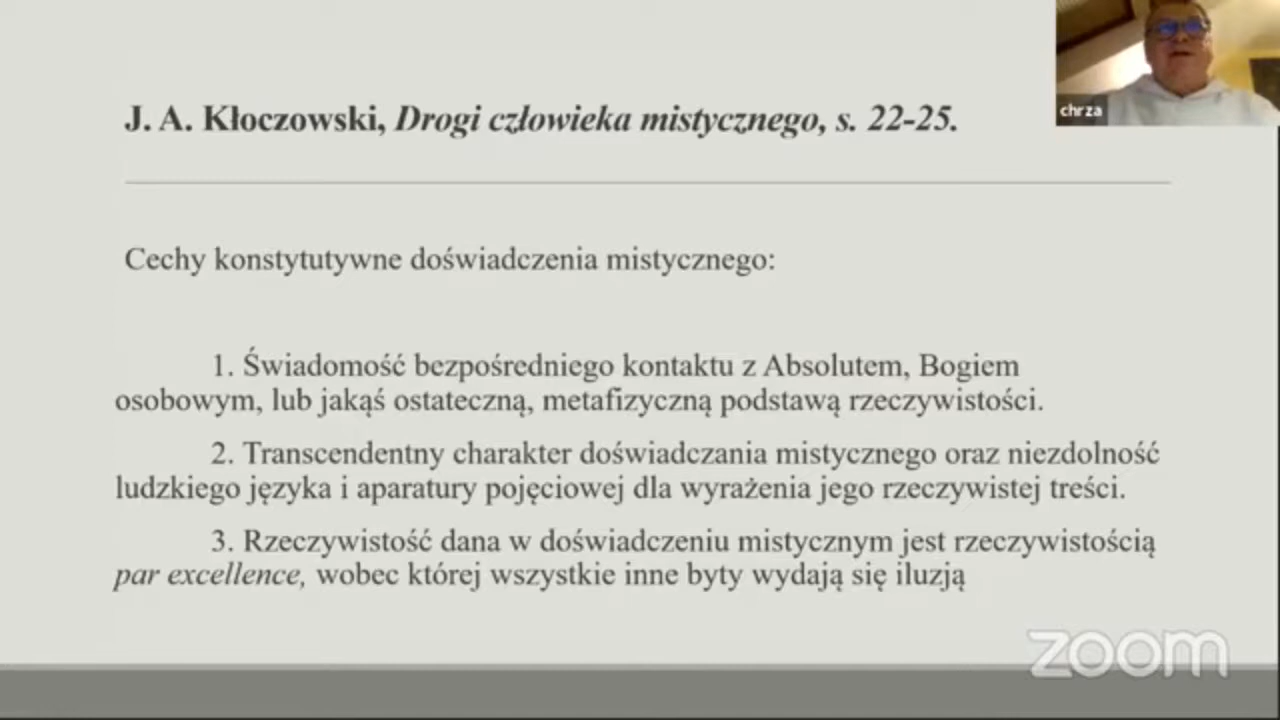 J. A. Kłoczowski, Drogi człowieka mistycznego, s. 22-25.
chrza
Cechy konstytutywne doświadczenia mistycznego:
1. Świadomość bezpośredniego kontaktu z Absolutem, Bogiem
osobowym, lub jakąś ostateczną, metafizyczną podstawą rzeczywistości.
2. Transcendentny charakter doświadczania mistycznego oraz niezdolność
ludzkiego języka i aparatury pojęciowej dla wyrażenia jego rzeczywistej treści.
3. Rzeczywistość dana w doświadczeniu mistycznym jest rzeczywistością
par excellence, wobec której wszystkie inne byty wydają się iluzją
zoom